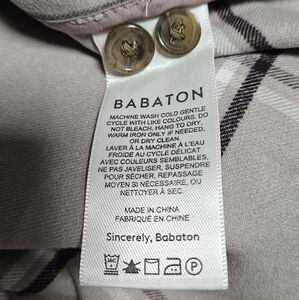 BABATON
MACHINE WASH COLD GENTLE
CYCLE WITH LIKE COLOURS, DO
NOT BLEACH, HANG TO DRY,
WARM IRON ONLY IF NEEDED,
OR DRY CLEAN.
LAVER À LA MACHINE À L'EAU
FROIDE AU CYCLE DÉLICAT
AVEC COULEURS SEMBLABLES,
NE PAS JAVELISER, SUSPENDRE
POUR SÉCHER, REPASSAGE
MOYEN SI NÉCESSAIRE, OU
NETTOYER À SEC.
MADE IN CHINA
FABRIQUÉ EN CHINE
Sincerely, Babaton
P